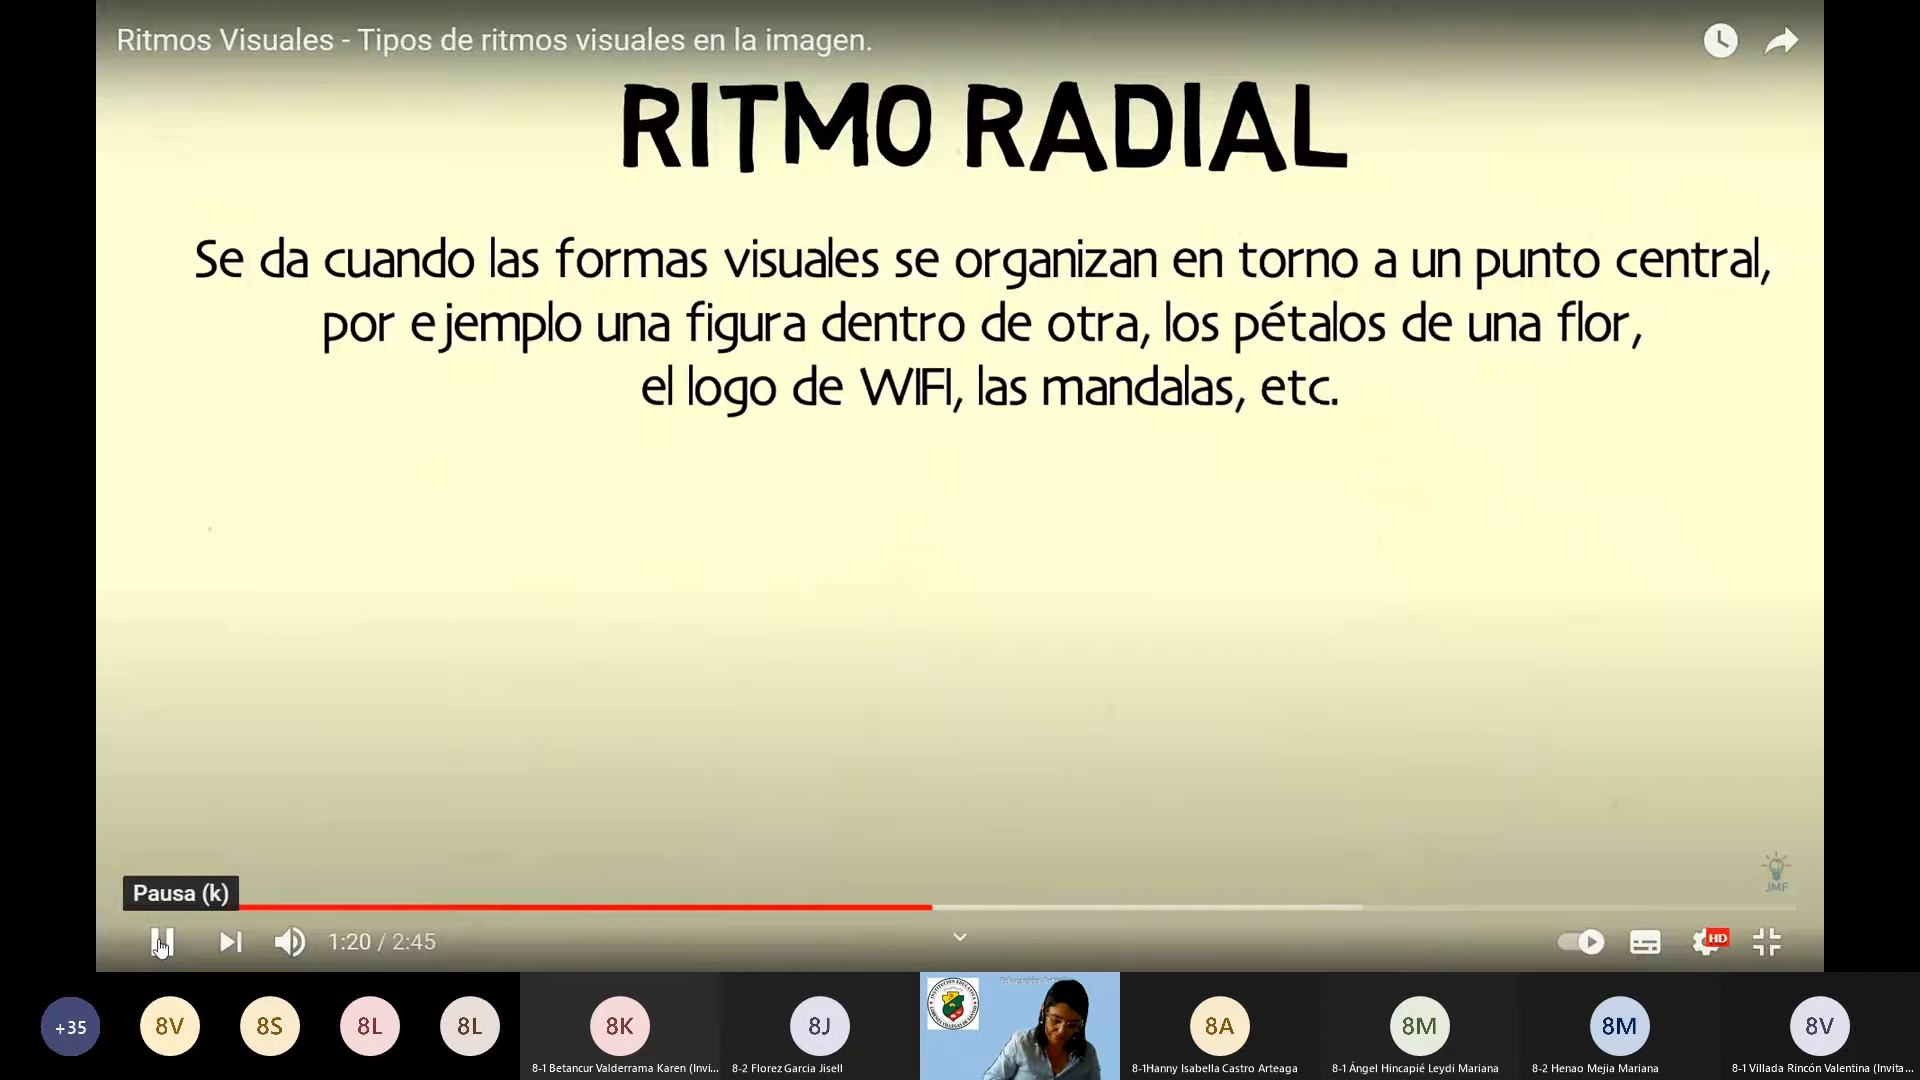 Ritmos Visuales - Tipos de ritmos visuales en la imagen.
RITMO RADIAL
Se da cuando las formas visuales se organizan en torno a un punto central,
por ejemplo una figura dentro de otra, los pétalos de una flor,
el logo de WIFI, las mandalas, etc.
JMF
Pausa (k)
1:20 / 2:45
HD
+35
8V
8S
8L
8L
8K
8J
8A
8M
8M
8V
8-1 Betancur Valderrama Karen (Invi...
8-2 Florez Garcia Jisell
8-1Hanny Isabella Castro Arteaga
8-1 Ángel Hincapié Leydi Mariana
8-2 Henao Mejia Mariana
8-1 Villada Rincón Valentina (Invita...